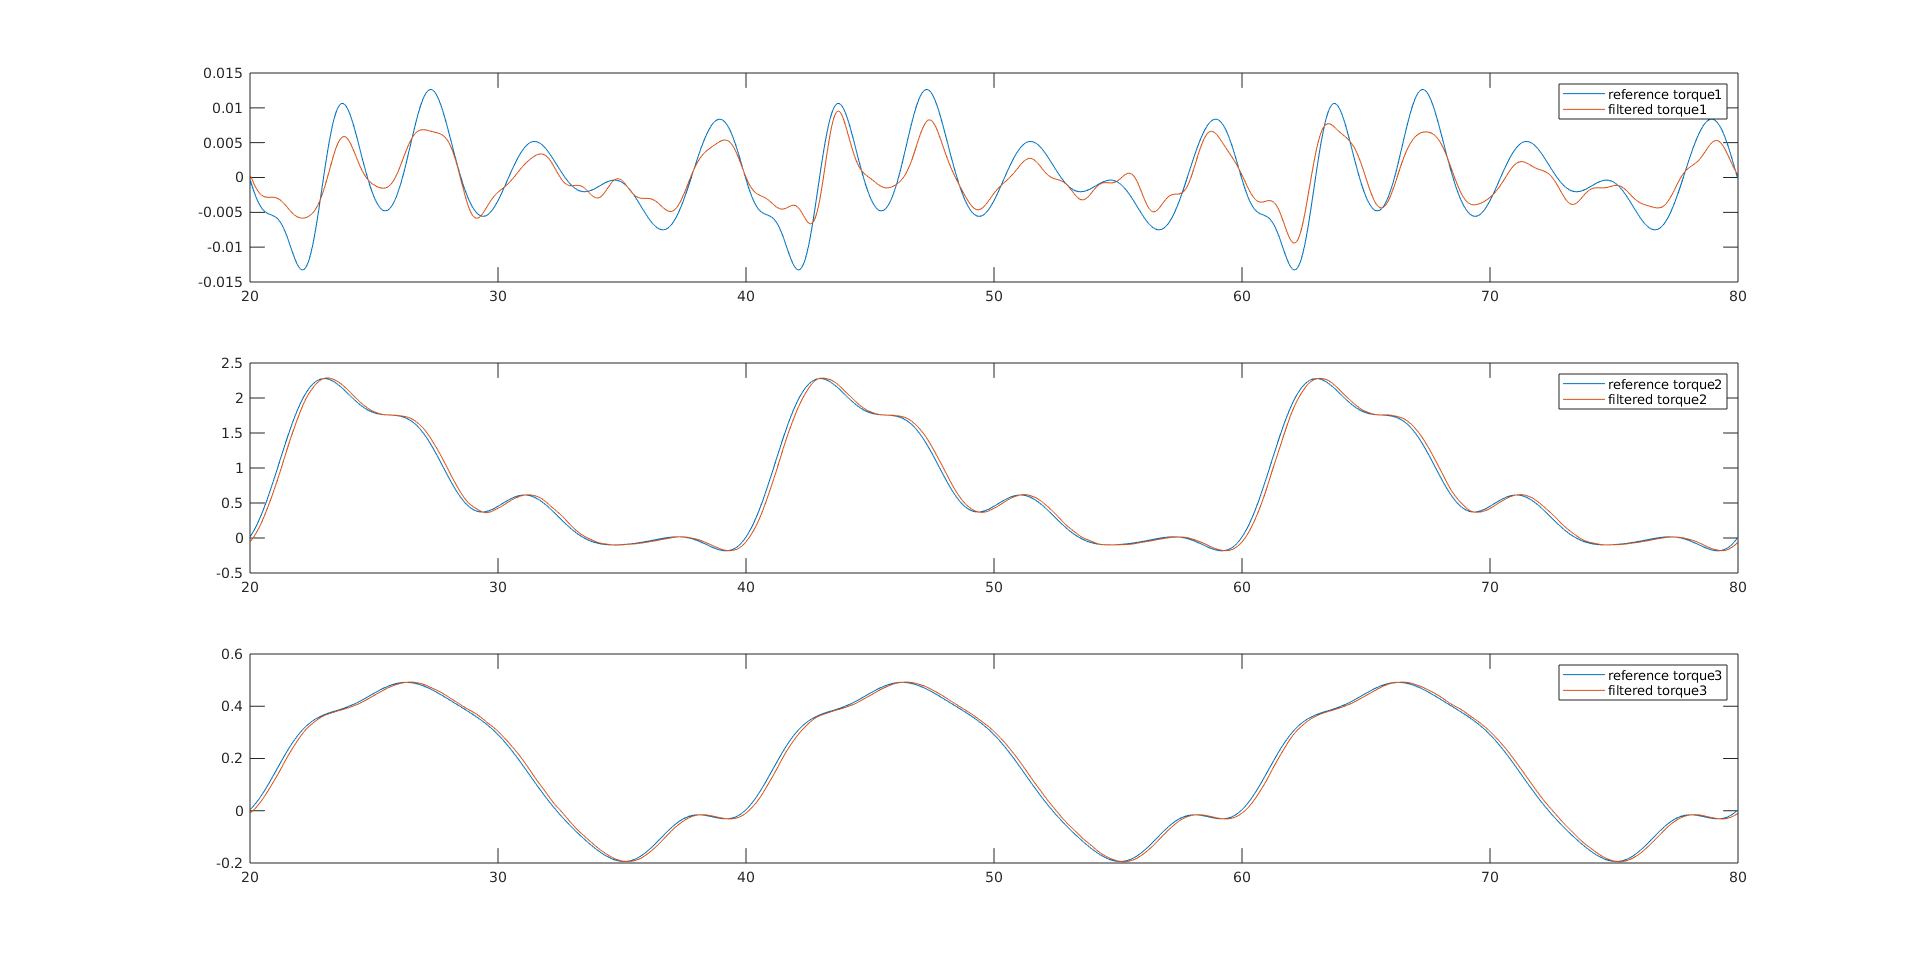 0.015
0.01
0.005
0
-0.005
-0.01
-0.015
20 30 40 50 60 70 80
reference torque1
filtered torque1
2.5
2
1.5
1
0.5
0
-0.5
20 30 40 50 60 70 80
reference torque2
filtered torque2
0.6
0.4
0.2
0
-0.2
20 30 40 50 60 70 80
reference torque3
filtered torque3